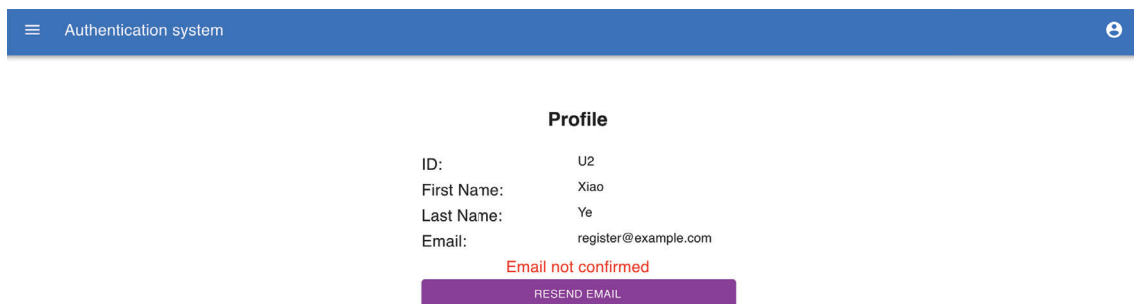 Authentication system
Profile
ID: U2
First Name: Xiao
Last Name: Ye
Email: register@example.com
Email not confirmed
RESEND EMAIL